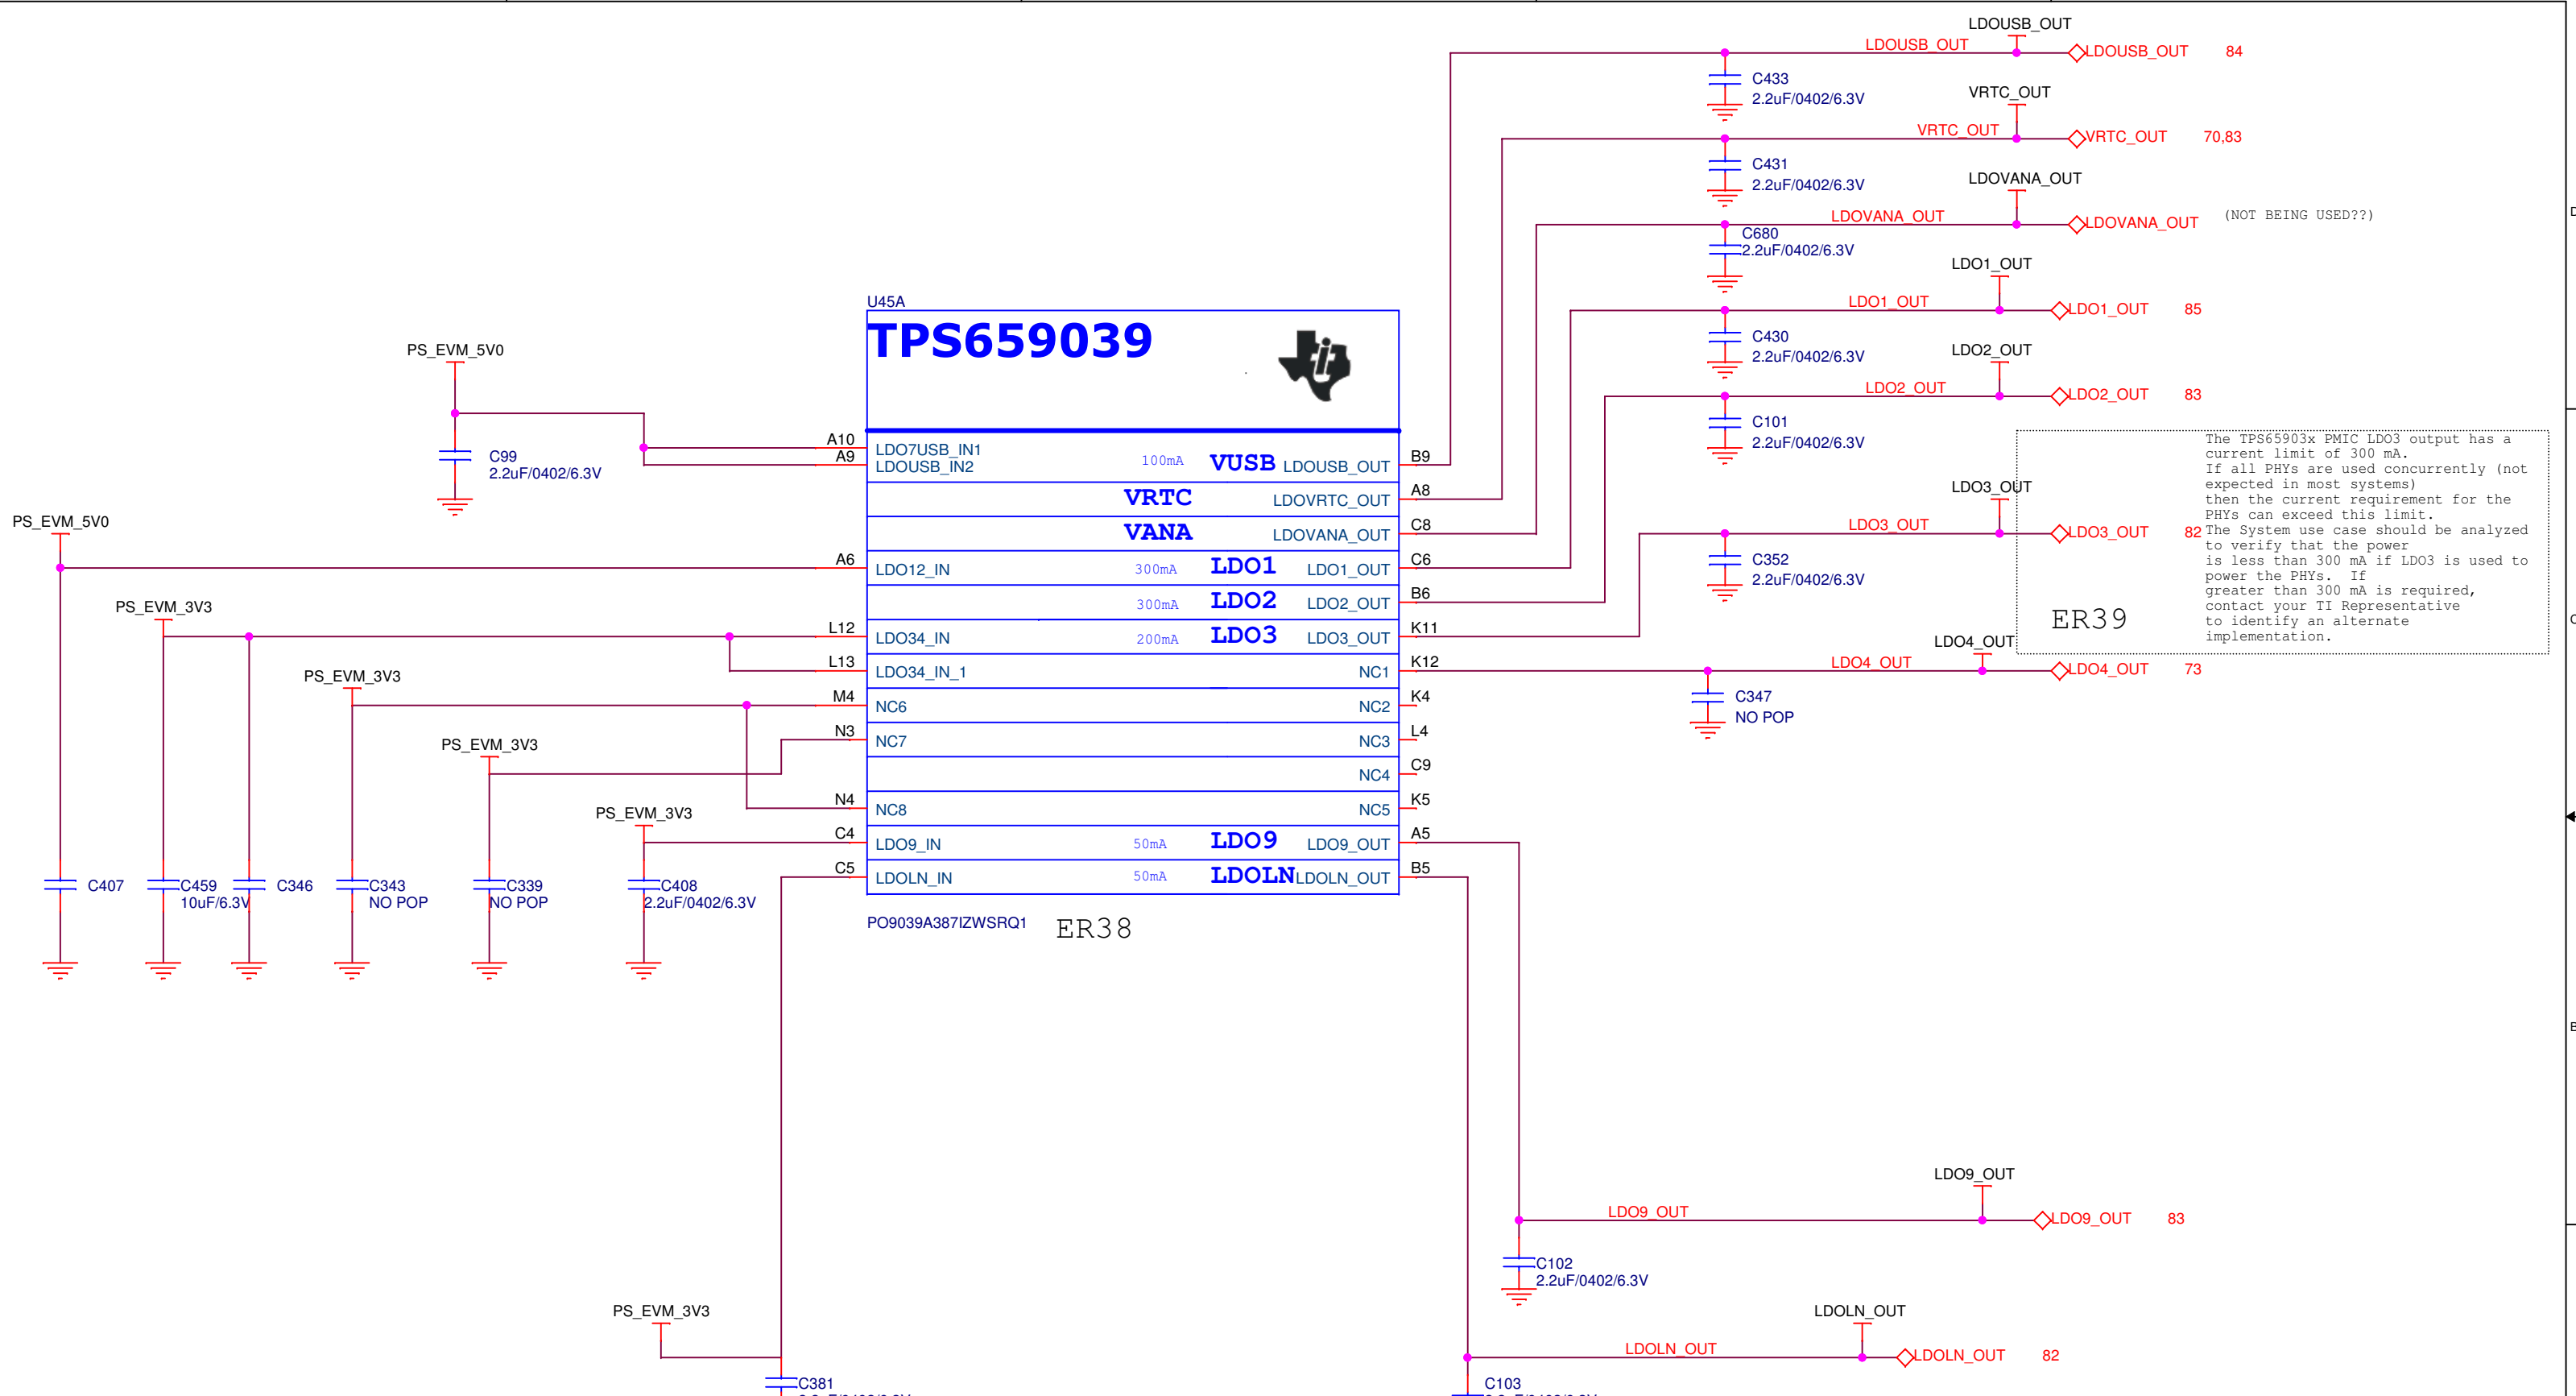 LDOUSB_OUT
LDOUSB_OUT
LDOUSB_OUT 84
C433
2.2uF/0402/6.3V
VRTC_OUT
VRTC_OUT
VRTC_OUT 70,83
C431
2.2uF/0402/6.3V
LDOVANA_OUT
LDOVANA_OUT
LDOVANA_OUT (NOT BEING USED??)
C680
2.2uF/0402/6.3V
LDO1_OUT
LDO1_OUT
LDO1_OUT 85
C430
2.2uF/0402/6.3V
LDO2_OUT
LDO2_OUT
LDO2_OUT 83
C101
2.2uF/0402/6.3V
The TPS65903x PMIC LDO3 output has a
current limit of 300 mA.
If all PHYs are used concurrently (not
expected in most systems)
then the current requirement for the
PHYs can exceed this limit.
The System use case should be analyzed
to verify that the power
is less than 300 mA if LDO3 is used to
power the PHYs. If
greater than 300 mA is required,
contact your TI Representative
to identify an alternate
implementation.
ER39
LDO3_OUT
LDO3_OUT
LDO3_OUT 82
C352
2.2uF/0402/6.3V
LDO4_OUT
LDO4_OUT
LDO4_OUT 73
C347
NO POP
U45A
TPS659039
ti
A10 LDO7USB_IN1
A9 LDOUSB_IN2 100mA VUSB LDOUSB_OUT B9
VRTC LDOVRTC_OUT A8
VANA LDOVANA_OUT C8
A6 LDO12_IN 300mA LDO1 LDO1_OUT C6
300mA LDO2 LDO2_OUT B6
L12 LDO34_IN 200mA LDO3 LDO3_OUT K11
L13 LDO34_IN_1 NC1 K12
M4 NC6 NC2 K4
N3 NC7 NC3 L4
NC4 C9
N4 NC8 NC5 K5
C4 LDO9_IN 50mA LDO9 LDO9_OUT A5
C5 LDOLN_IN 50mA LDOLN LDOLN_OUT B5
PO9039A387IZWSRQ1 ER38
PS_EVM_5V0
C99
2.2uF/0402/6.3V
PS_EVM_5V0
PS_EVM_3V3
PS_EVM_3V3
PS_EVM_3V3
PS_EVM_3V3
C407
C459
10uF/6.3V
C346
C343
NO POP
C339
NO POP
C408
2.2uF/0402/6.3V
LDO9_OUT
LDO9_OUT
LDO9_OUT 83
C102
2.2uF/0402/6.3V
PS_EVM_3V3
C381
LDOLN_OUT
LDOLN_OUT
LDOLN_OUT 82
C103
D
C
B